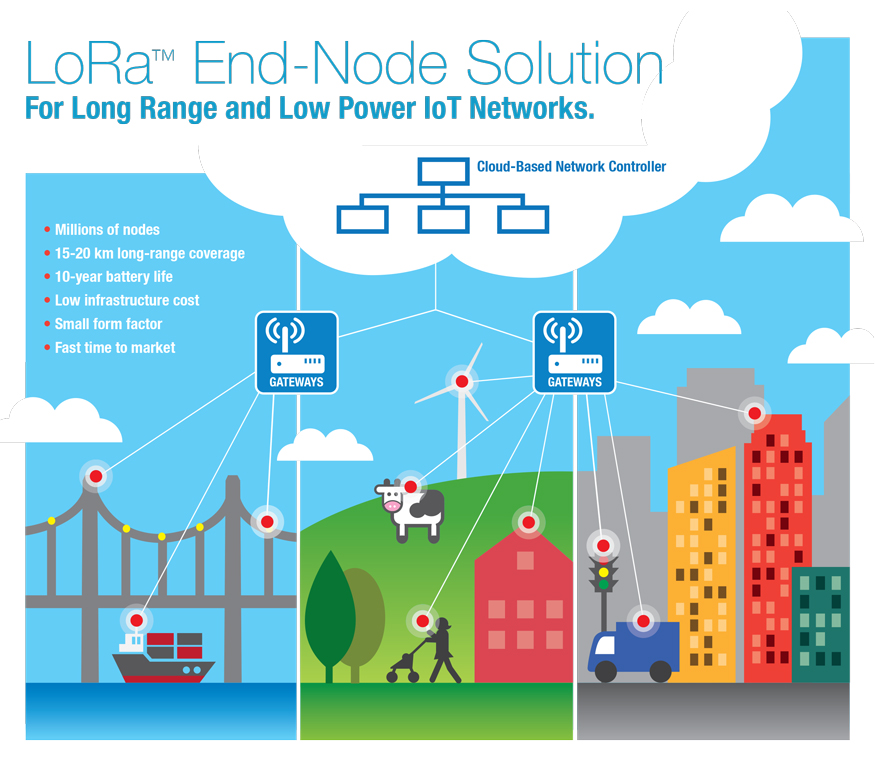 LoRa™ End-Node Solution
For Long Range and Low Power IoT Networks.
Cloud-Based Network Controller
• Millions of nodes
• 15-20 km long-range coverage
• 10-year battery life
• Low infrastructure cost
• Small form factor
• Fast time to market
GATEWAYS
GATEWAYS